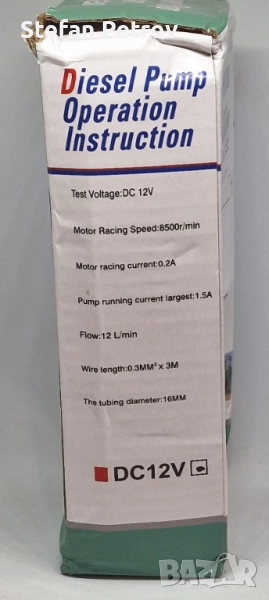 Stefan Petrov
Diesel Pump
Operation
Instruction
Test Voltage:DC 12V
Motor Racing Speed:8500r/min
Motor racing current:0.2A
Pump running current largest:1.5A
Flow:12 L/min
Wire length:0.3MM² x 3M
The tubing diameter:16MM
DC12V
bazar.bg